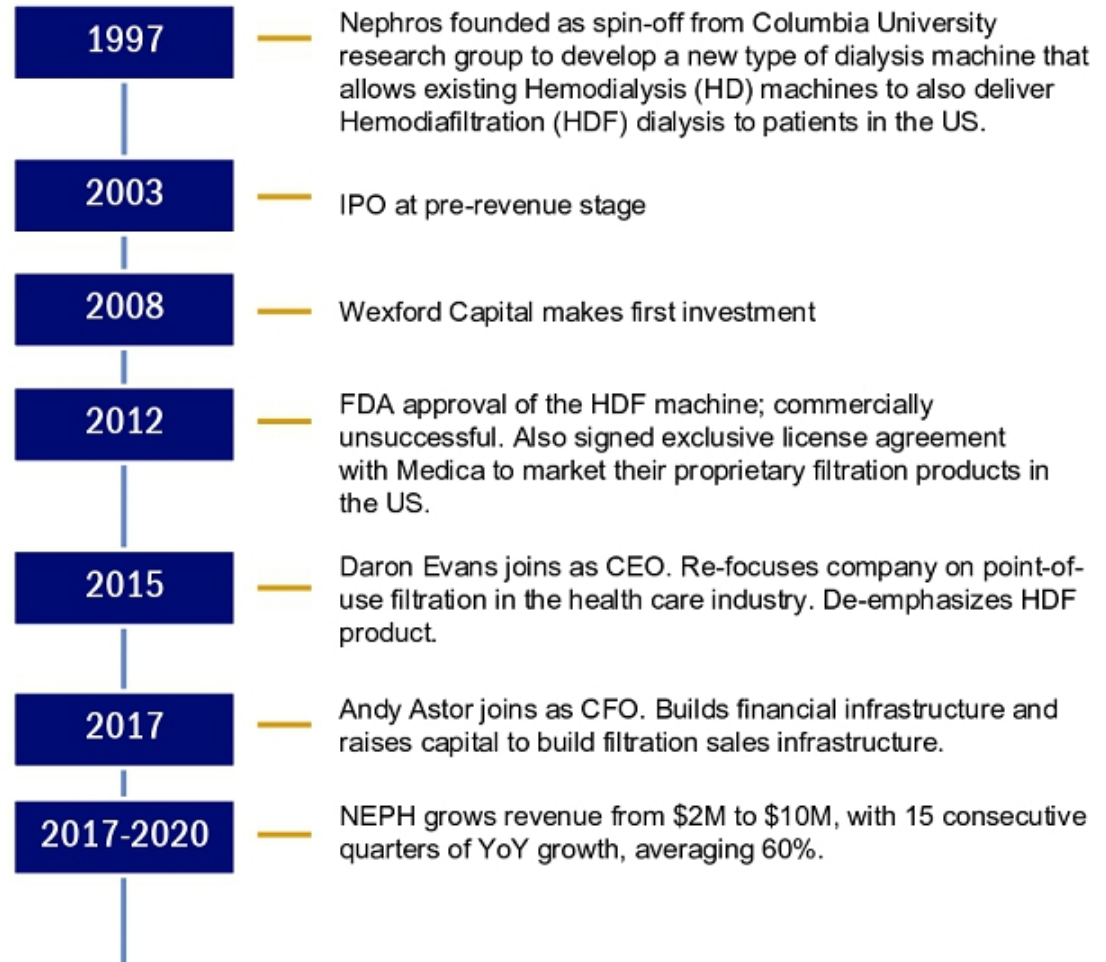 1997
Nephros founded as spin-off from Columbia University
research group to develop a new type of dialysis machine that
allows existing Hemodialysis (HD) machines to also deliver
Hemodiafiltration (HDF) dialysis to patients in the US.
2003
IPO at pre-revenue stage
2008
Wexford Capital makes first investment
2012
FDA approval of the HDF machine; commercially
unsuccessful. Also signed exclusive license agreement
with Medica to market their proprietary filtration products in
the US.
2015
Daron Evans joins as CEO. Re-focuses company on point-of-
use filtration in the health care industry. De-emphasizes HDF
product.
2017
Andy Astor joins as CFO. Builds financial infrastructure and
raises capital to build filtration sales infrastructure.
2017-2020
NEPH grows revenue from $2M to $10M, with 15 consecutive
quarters of YoY growth, averaging 60%.